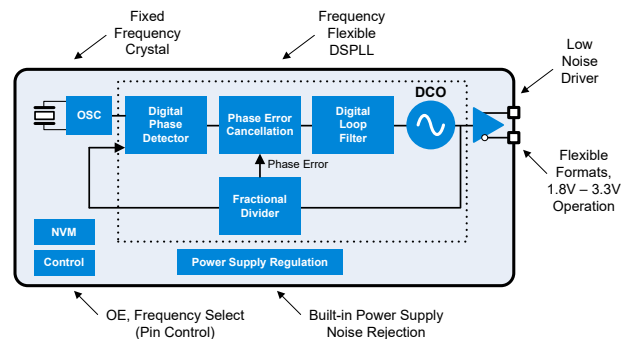 Fixed
Frequency
Crystal
Frequency
Flexible
DSPLL
Low
Noise
Driver
OSC
Digital
Phase
Detector
Phase Error
Cancellation
Digital
Loop
Filter
DCO
Phase Error
Fractional
Divider
Flexible
Formats,
1.8V – 3.3V
Operation
NVM
Control
Power Supply Regulation
OE, Frequency Select
(Pin Control)
Built-in Power Supply
Noise Rejection